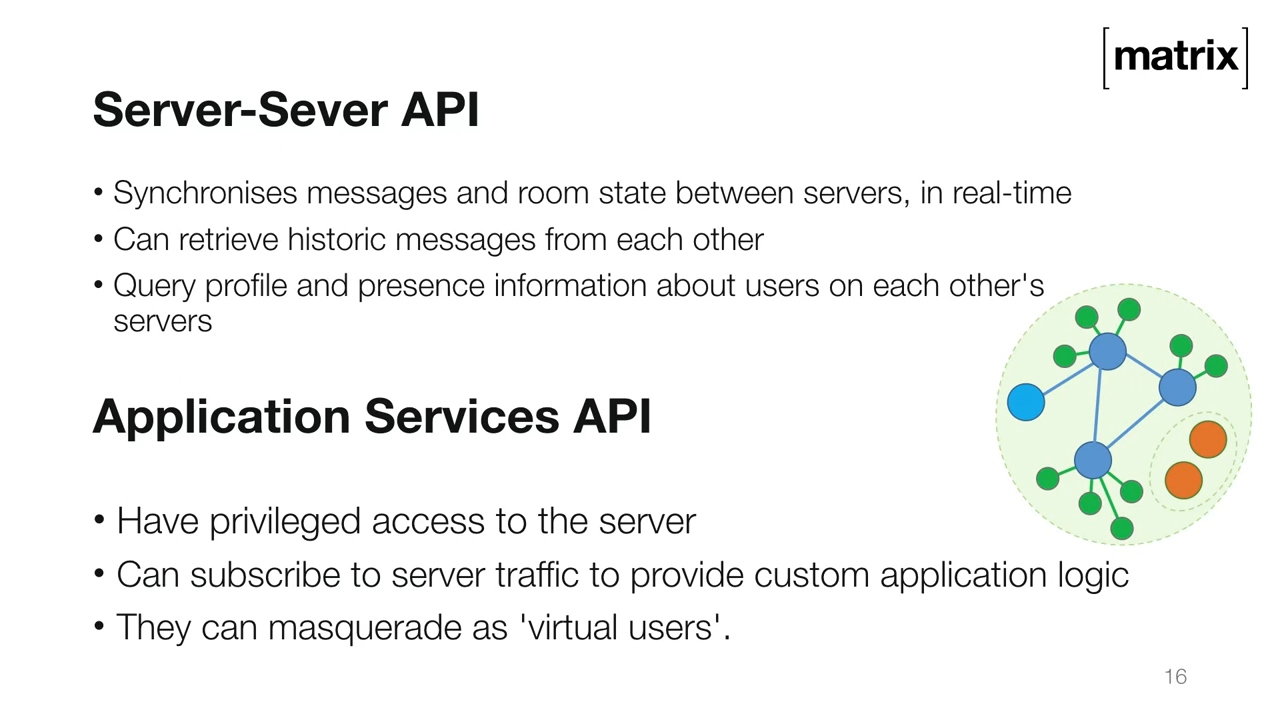 [matrix]
Server-Sever API
• Synchronises messages and room state between servers, in real-time
• Can retrieve historic messages from each other
• Query profile and presence information about users on each other's
servers
Application Services API
• Have privileged access to the server
• Can subscribe to server traffic to provide custom application logic
• They can masquerade as 'virtual users'.
16